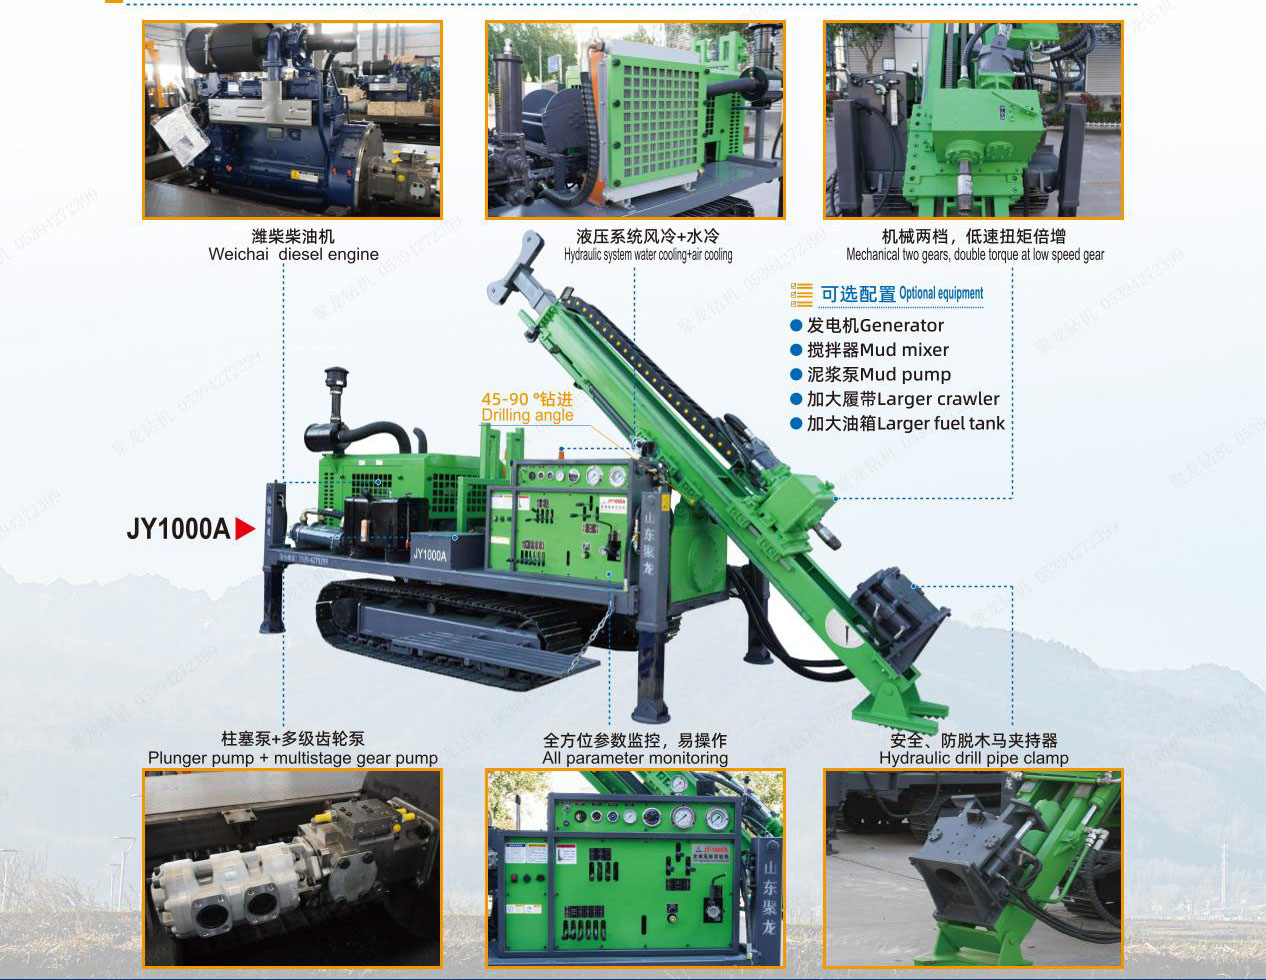 潍柴柴油机
Weichai diesel engine
液压系统风冷+水冷
Hydraulic system water cooling+air cooling
机械两档，低速扭矩倍增
Mechanical two gears, double torque at low speed gear
可选配置 Optional equipment
发电机Generator
搅拌器Mud mixer
泥浆泵Mud pump
加大履带Larger crawler
加大油箱Larger fuel tank
45-90 °钻进
Drilling angle
JY1000A
JY1000A
山东聚龙
柱塞泵+多级齿轮泵
Plunger pump + multistage gear pump
全方位参数监控，易操作
All parameter monitoring
安全、防脱木马夹持器
Hydraulic drill pipe clamp
JY-1000A
山东聚龙
聚龙钻机 05394272399